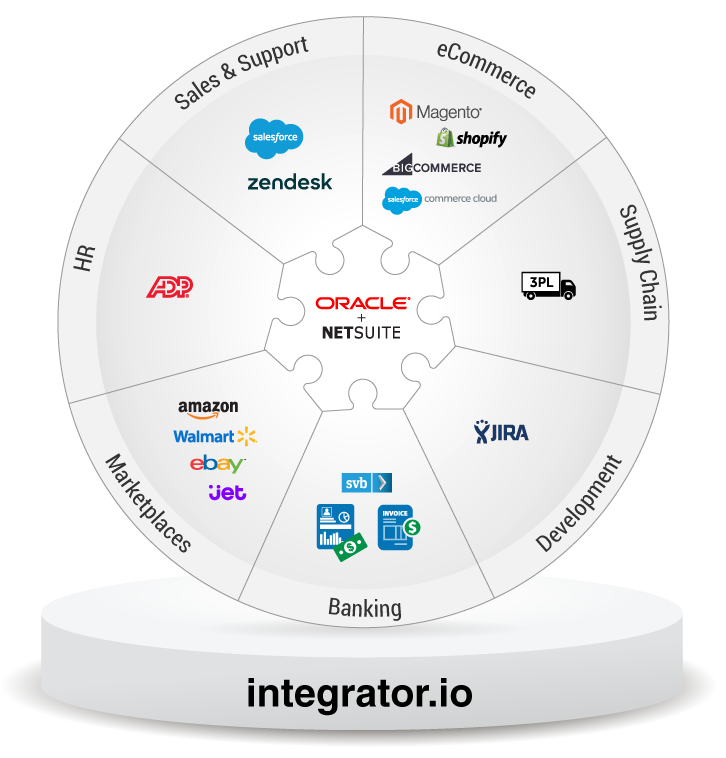 Sales & Support
eCommerce
salesforce
zendesk
Magento
shopify
BIGCOMMERCE
salesforce commerce cloud
HR
ADP
Supply Chain
3PL
ORACLE
+
NETSUITE
Marketplaces
amazon
Walmart
ebay
jet
Development
JIRA
svb
INVOICE
$
$
Banking
integrator.io